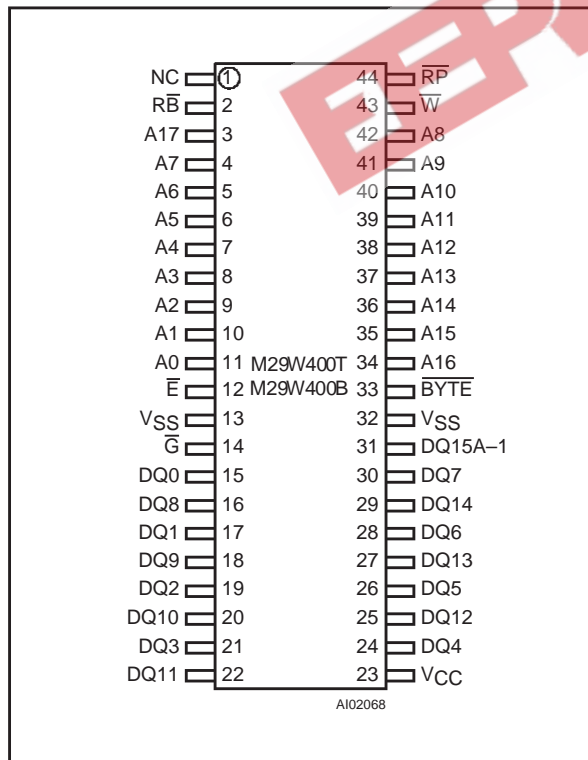 NC 1 44 R̅P̅
RB̅ 2 43 W̅
A17 3 42 A8
A7 4 41 A9
A6 5 40 A10
A5 6 39 A11
A4 7 38 A12
A3 8 37 A13
A2 9 36 A14
A1 10 35 A15
A0 11 M29W400T 34 A16
E̅ 12 M29W400B 33 B̅Y̅T̅E̅
VSS 13 32 VSS
G̅ 14 31 DQ15A–1
DQ0 15 30 DQ7
DQ8 16 29 DQ14
DQ1 17 28 DQ6
DQ9 18 27 DQ13
DQ2 19 26 DQ5
DQ10 20 25 DQ12
DQ3 21 24 DQ4
DQ11 22 23 VCC
AI02068